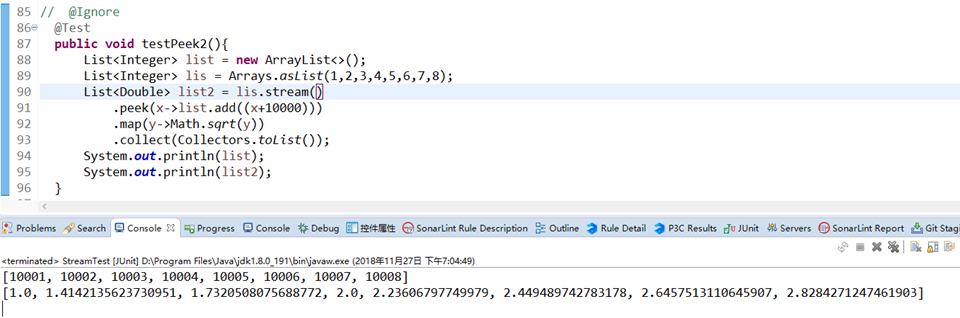 85 //  @Ignore
86 @Test
87 public void testPeek2(){
88 List<Integer> list = new ArrayList<>();
89 List<Integer> lis = Arrays.asList(1,2,3,4,5,6,7,8);
90 List<Double> list2 = lis.stream()
91 .peek(x->list.add((x+10000)))
92 .map(y->Math.sqrt(y))
93 .collect(Collectors.toList());
94 System.out.println(list);
95 System.out.println(list2);
96 }
Problems Search Console Progress Console Debug 控件属性 SonarLint Rule Description Outline Rule Detail P3C Results JUnit Servers SonarLint Report Git Stagi
<terminated> StreamTest [JUnit] D:\Program Files\Java\jdk1.8.0_191\bin\javaw.exe (2018年11月27日 下午7:04:49)
[10001, 10002, 10003, 10004, 10005, 10006, 10007, 10008]
[1.0, 1.4142135623730951, 1.7320508075688772, 2.0, 2.23606797749979, 2.449489742783178, 2.6457513110645907, 2.8284271247461903]